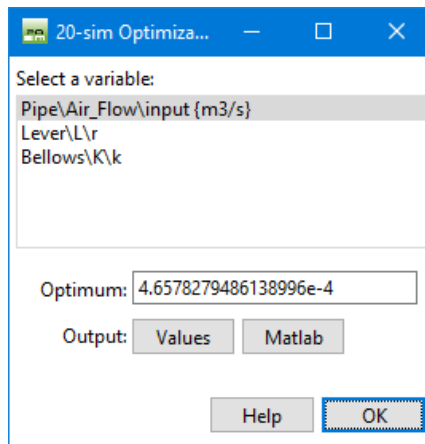 20-sim Optimiza...
Select a variable:
Pipe\Air_Flow\input {m3/s}
Lever\L\r
Bellows\K\k
Optimum: 4.6578279486138996e-4
Output: Values Matlab
Help OK